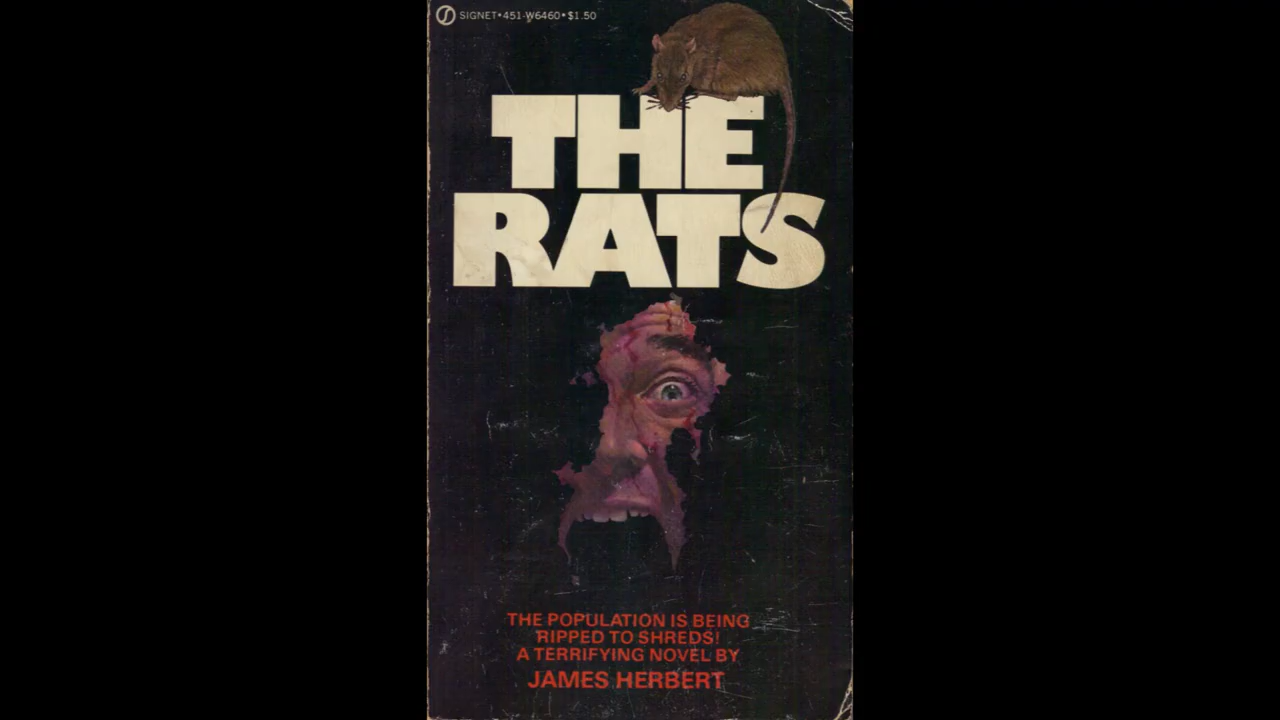 SIGNET•451-W6460•$1.50
THE
RATS
THE POPULATION IS BEING
RIPPED TO SHREDS!
A TERRIFYING NOVEL BY
JAMES HERBERT